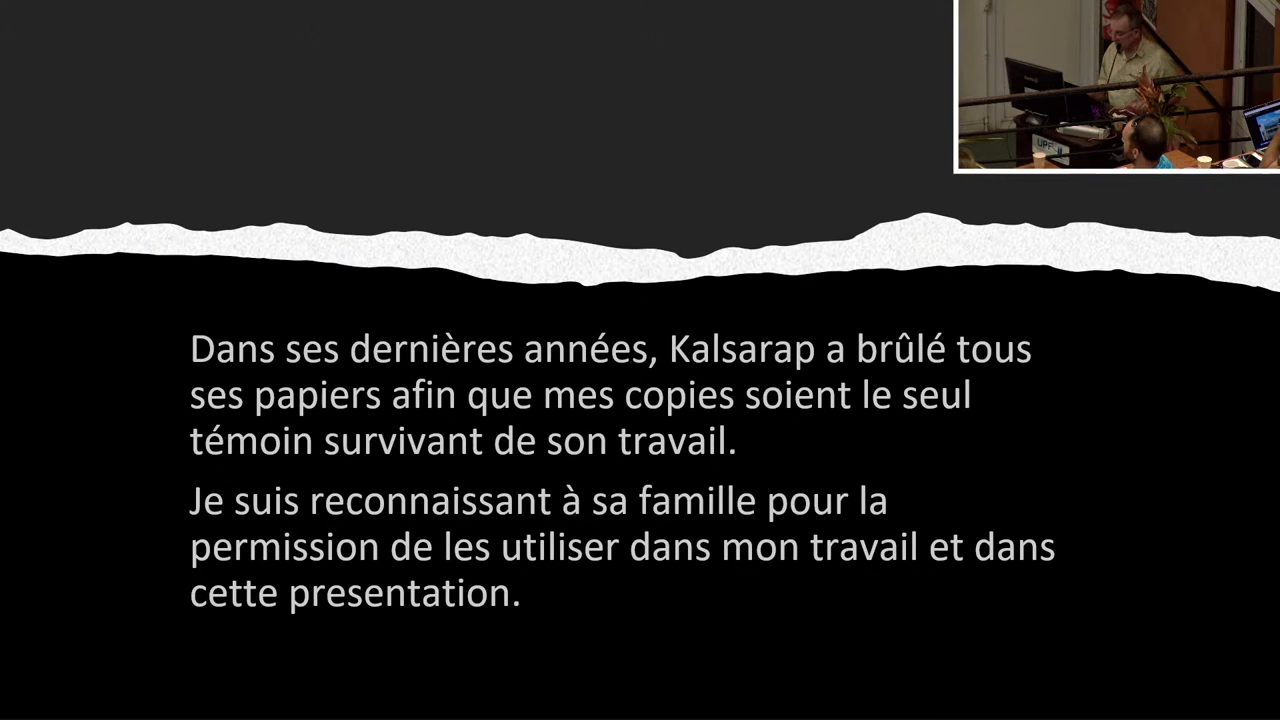 Dans ses dernières années, Kalsarap a brûlé tous
ses papiers afin que mes copies soient le seul
témoin survivant de son travail.
Je suis reconnaissant à sa famille pour la
permission de les utiliser dans mon travail et dans
cette presentation.
UPF